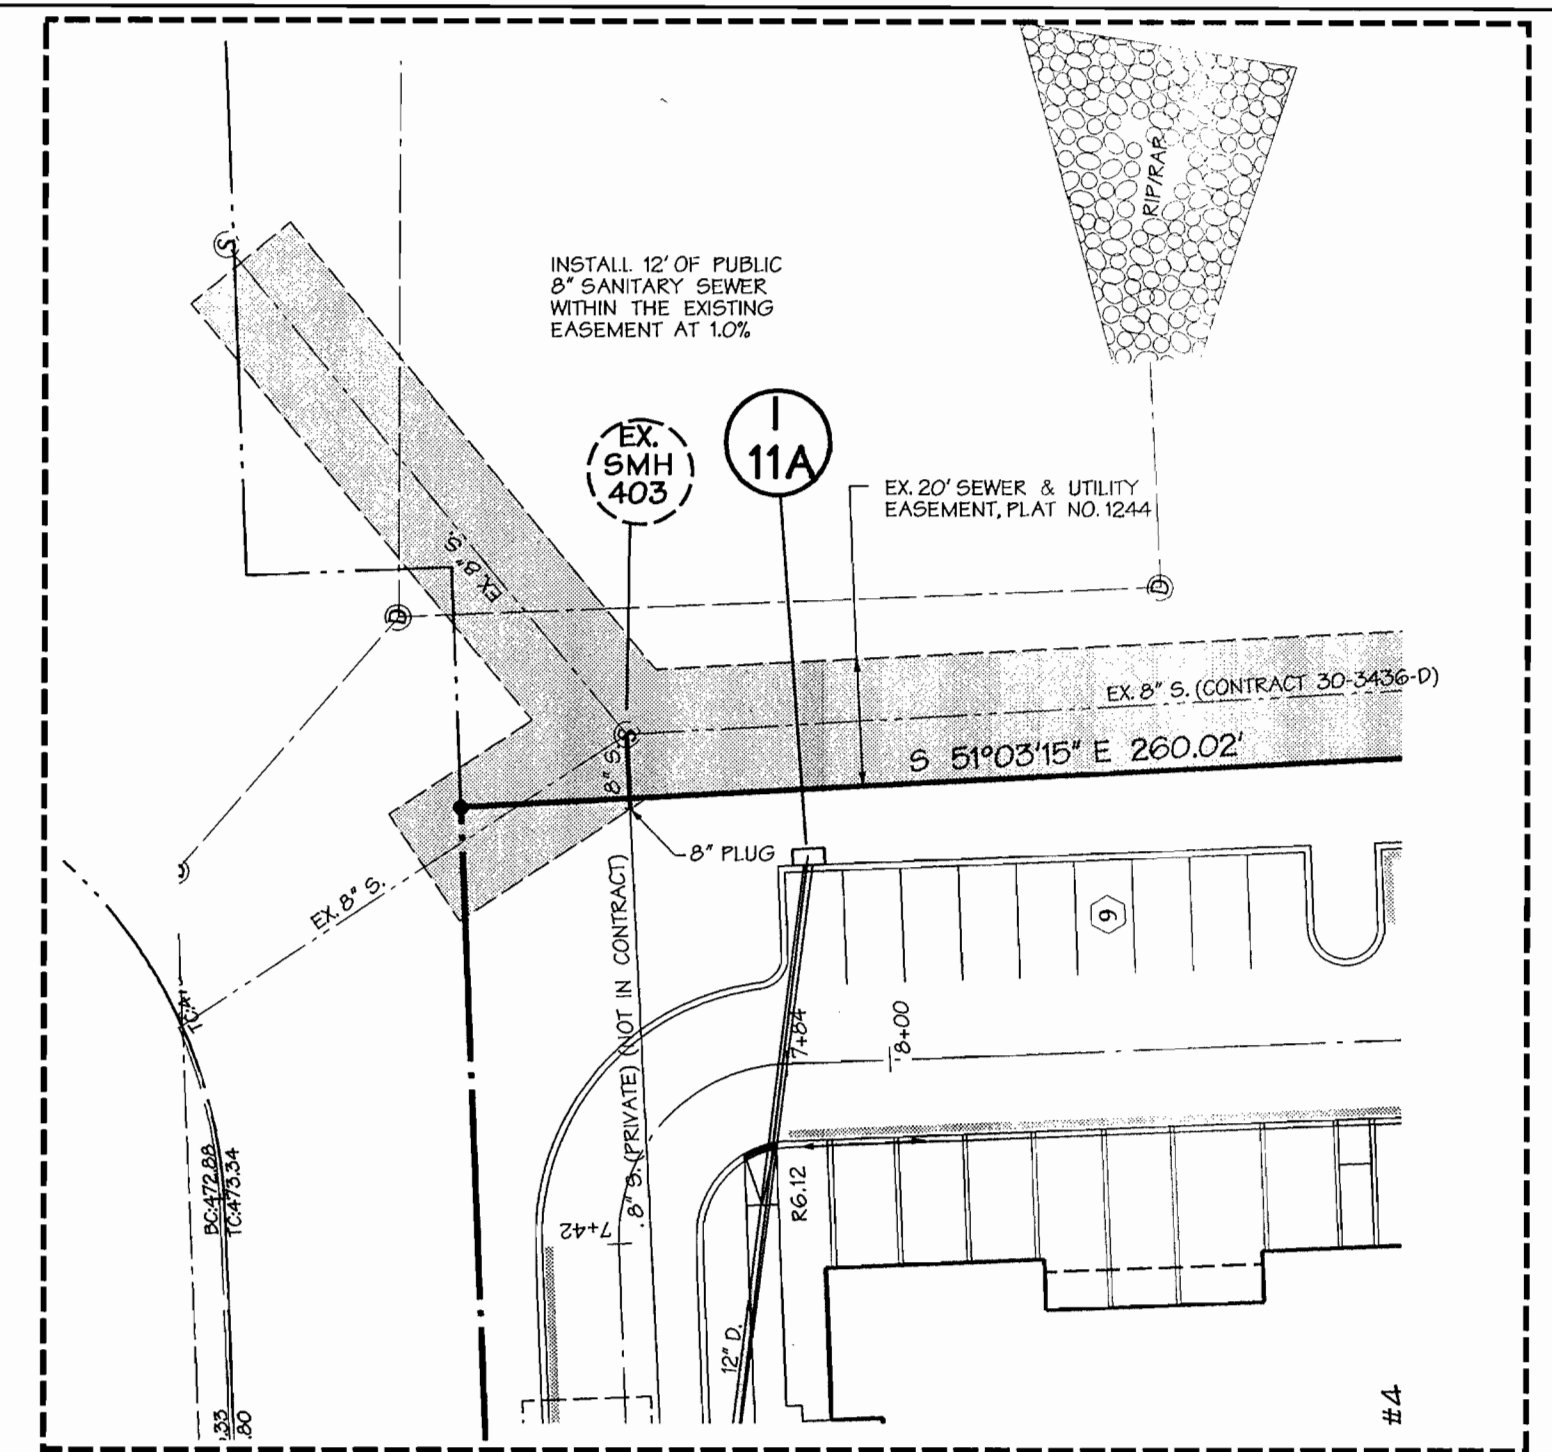 RIP/RAP
S
INSTALL 12' OF PUBLIC
8" SANITARY SEWER
WITHIN THE EXISTING
EASEMENT AT 1.0%
EX.
SMH
403
I
11A
EX. 20' SEWER & UTILITY
EASEMENT, PLAT NO. 1244
EX. 8" S.
D
D
EX. 8" S. (CONTRACT 30-3436-D)
S
8" S.
S 51°03'15" E 260.02'
8" PLUG
EX. 8" S.
9
8" S. (PRIVATE) (NOT IN CONTRACT)
7+84
8+00
BC:472.88
TC:473.34
7+42
R6.12
12" D.
.33
.80
#4